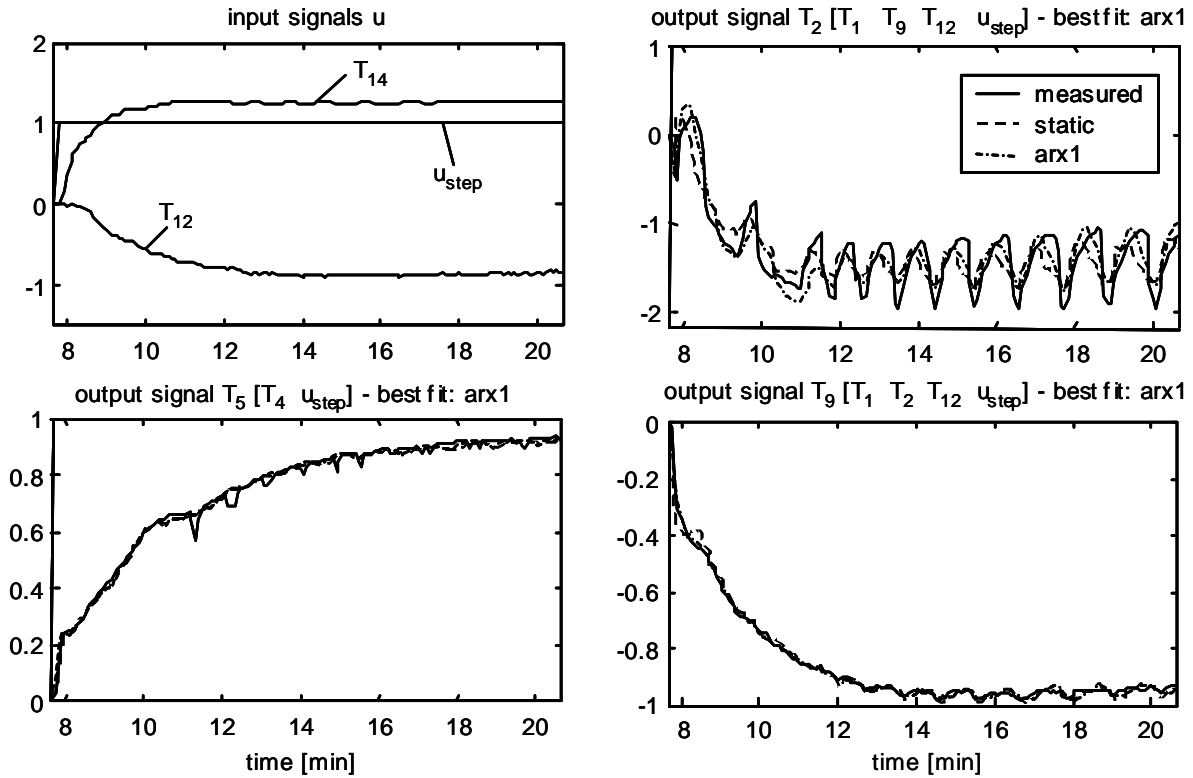 input signals u
2
1
0
-1
8 10 12 14 16 18 20
T14
ustep
T12
output signal T2 [T1 T9 T12 ustep] - best fit: arx1
1
0
-1
-2
8 10 12 14 16 18 20
measured
static
arx1
output signal T5 [T4 ustep] - best fit: arx1
1
0.8
0.6
0.4
0.2
0
8 10 12 14 16 18 20
time [min]
output signal T9 [T1 T2 T12 ustep] - best fit: arx1
0
-0.2
-0.4
-0.6
-0.8
-1
8 10 12 14 16 18 20
time [min]